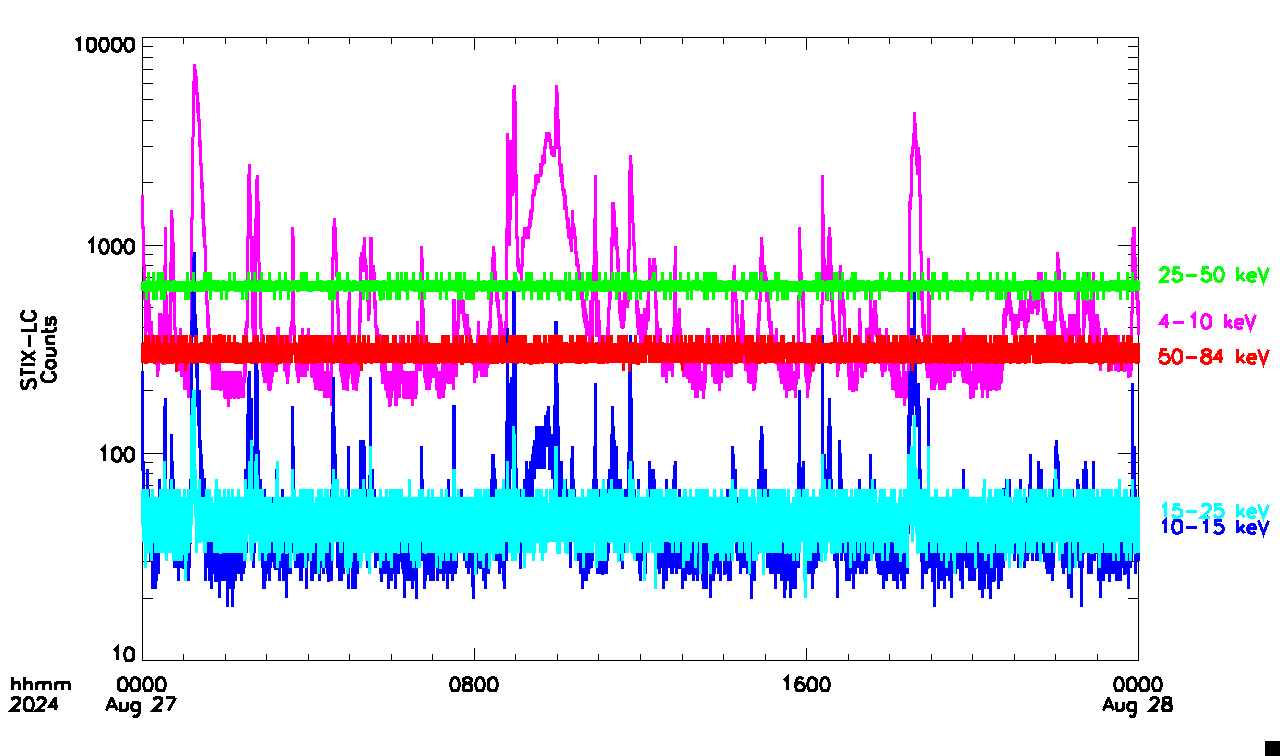 10000
1000
100
10
STIX-LC
Counts
25-50 keV
4-10 keV
50-84 keV
15-25 keV
10-15 keV
hhmm 0000 0800 1600 0000
2024 Aug 27 Aug 28